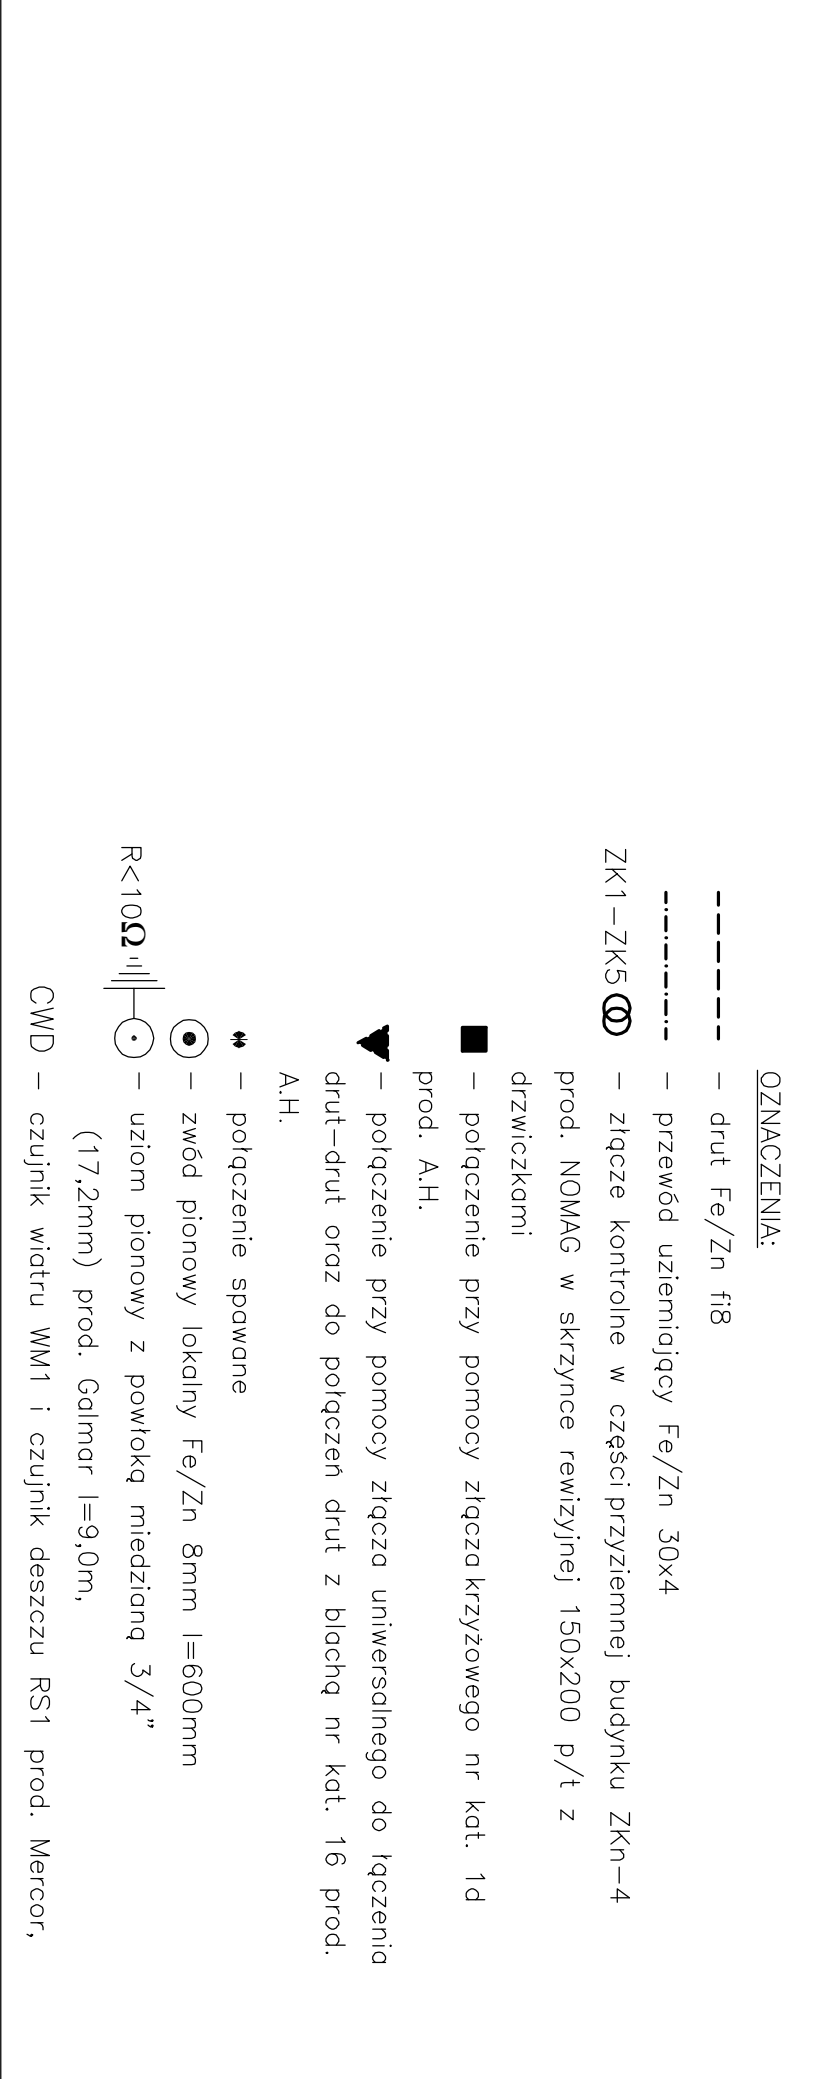 OZNACZENIA:
– drut Fe/Zn fi8
– przewód uziemiający Fe/Zn 30x4
ZK1–ZK5 – złącze kontrolne w części przyziemnej budynku ZKn–4
prod. NOMAG w skrzynce rewizyjnej 150x200 p/t z
drzwiczkami
– połączenie przy pomocy złącza krzyżowego nr kat. 1d
prod. A.H.
– połączenie przy pomocy złącza uniwersalnego do łączenia
drut–drut oraz do połączeń drut z blachą nr kat. 16 prod.
A.H.
– połączenie spawane
– zwód pionowy lokalny Fe/Zn 8mm l=600mm
R<10Ω – uziom pionowy z powłoką miedzianą 3/4”
(17,2mm) prod. Galmar l=9,0m,
CWD – czujnik wiatru WM1 i czujnik deszczu RS1 prod. Mercor,